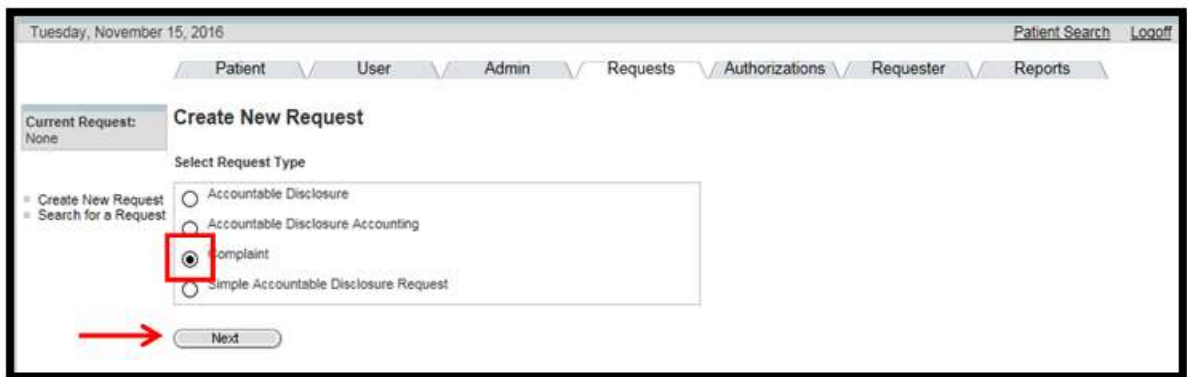 Tuesday, November 15, 2016 Patient Search Logoff
Patient User Admin Requests Authorizations Requester Reports
Current Request:
None
Create New Request
Search for a Request
Create New Request
Select Request Type
Accountable Disclosure
Accountable Disclosure Accounting
Complaint
Simple Accountable Disclosure Request
Next